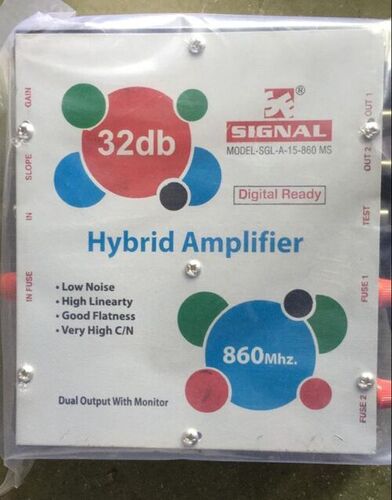 GAIN
SLOPE
IN
IN FUSE
32db
®
SIGNAL
MODEL-SGL-A-15-860 MS
Digital Ready
Hybrid Amplifier
• Low Noise
• High Linearty
• Good Flatness
• Very High C/N
860Mhz.
Dual Output With Monitor
OUT 1
OUT 2
TEST
FUSE 1
FUSE 2